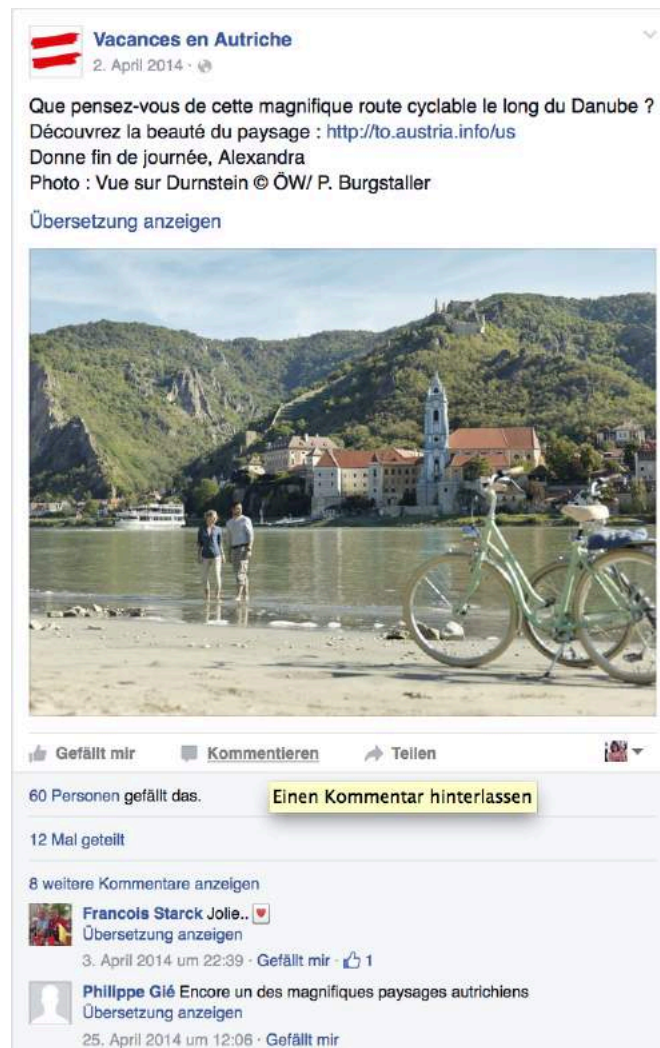 Vacances en Autriche
2. April 2014 ·
Que pensez-vous de cette magnifique route cyclable le long du Danube ?
Découvrez la beauté du paysage : http://to.austria.info/us
Donne fin de journée, Alexandra
Photo : Vue sur Durnstein © ÖW/ P. Burgstaller
Übersetzung anzeigen
Gefällt mir Kommentieren Teilen
60 Personen gefällt das.
Einen Kommentar hinterlassen
12 Mal geteilt
8 weitere Kommentare anzeigen
Francois Starck Jolie..
Übersetzung anzeigen
3. April 2014 um 22:39 · Gefällt mir · 1
Philippe Glé Encore un des magnifiques paysages autrichiens
Übersetzung anzeigen
25. April 2014 um 12:06 · Gefällt mir